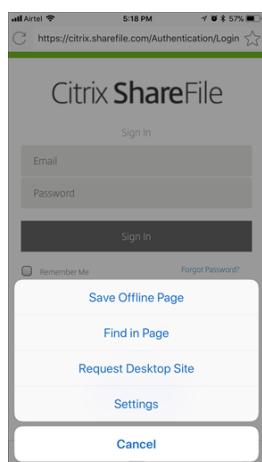 Airtel 5:18 PM 57%
https://citrix.sharefile.com/Authentication/Login
Citrix ShareFile
Sign In
Email
Password
Sign In
Remember Me Forgot Password?
Save Offline Page
Find in Page
Request Desktop Site
Settings
Cancel